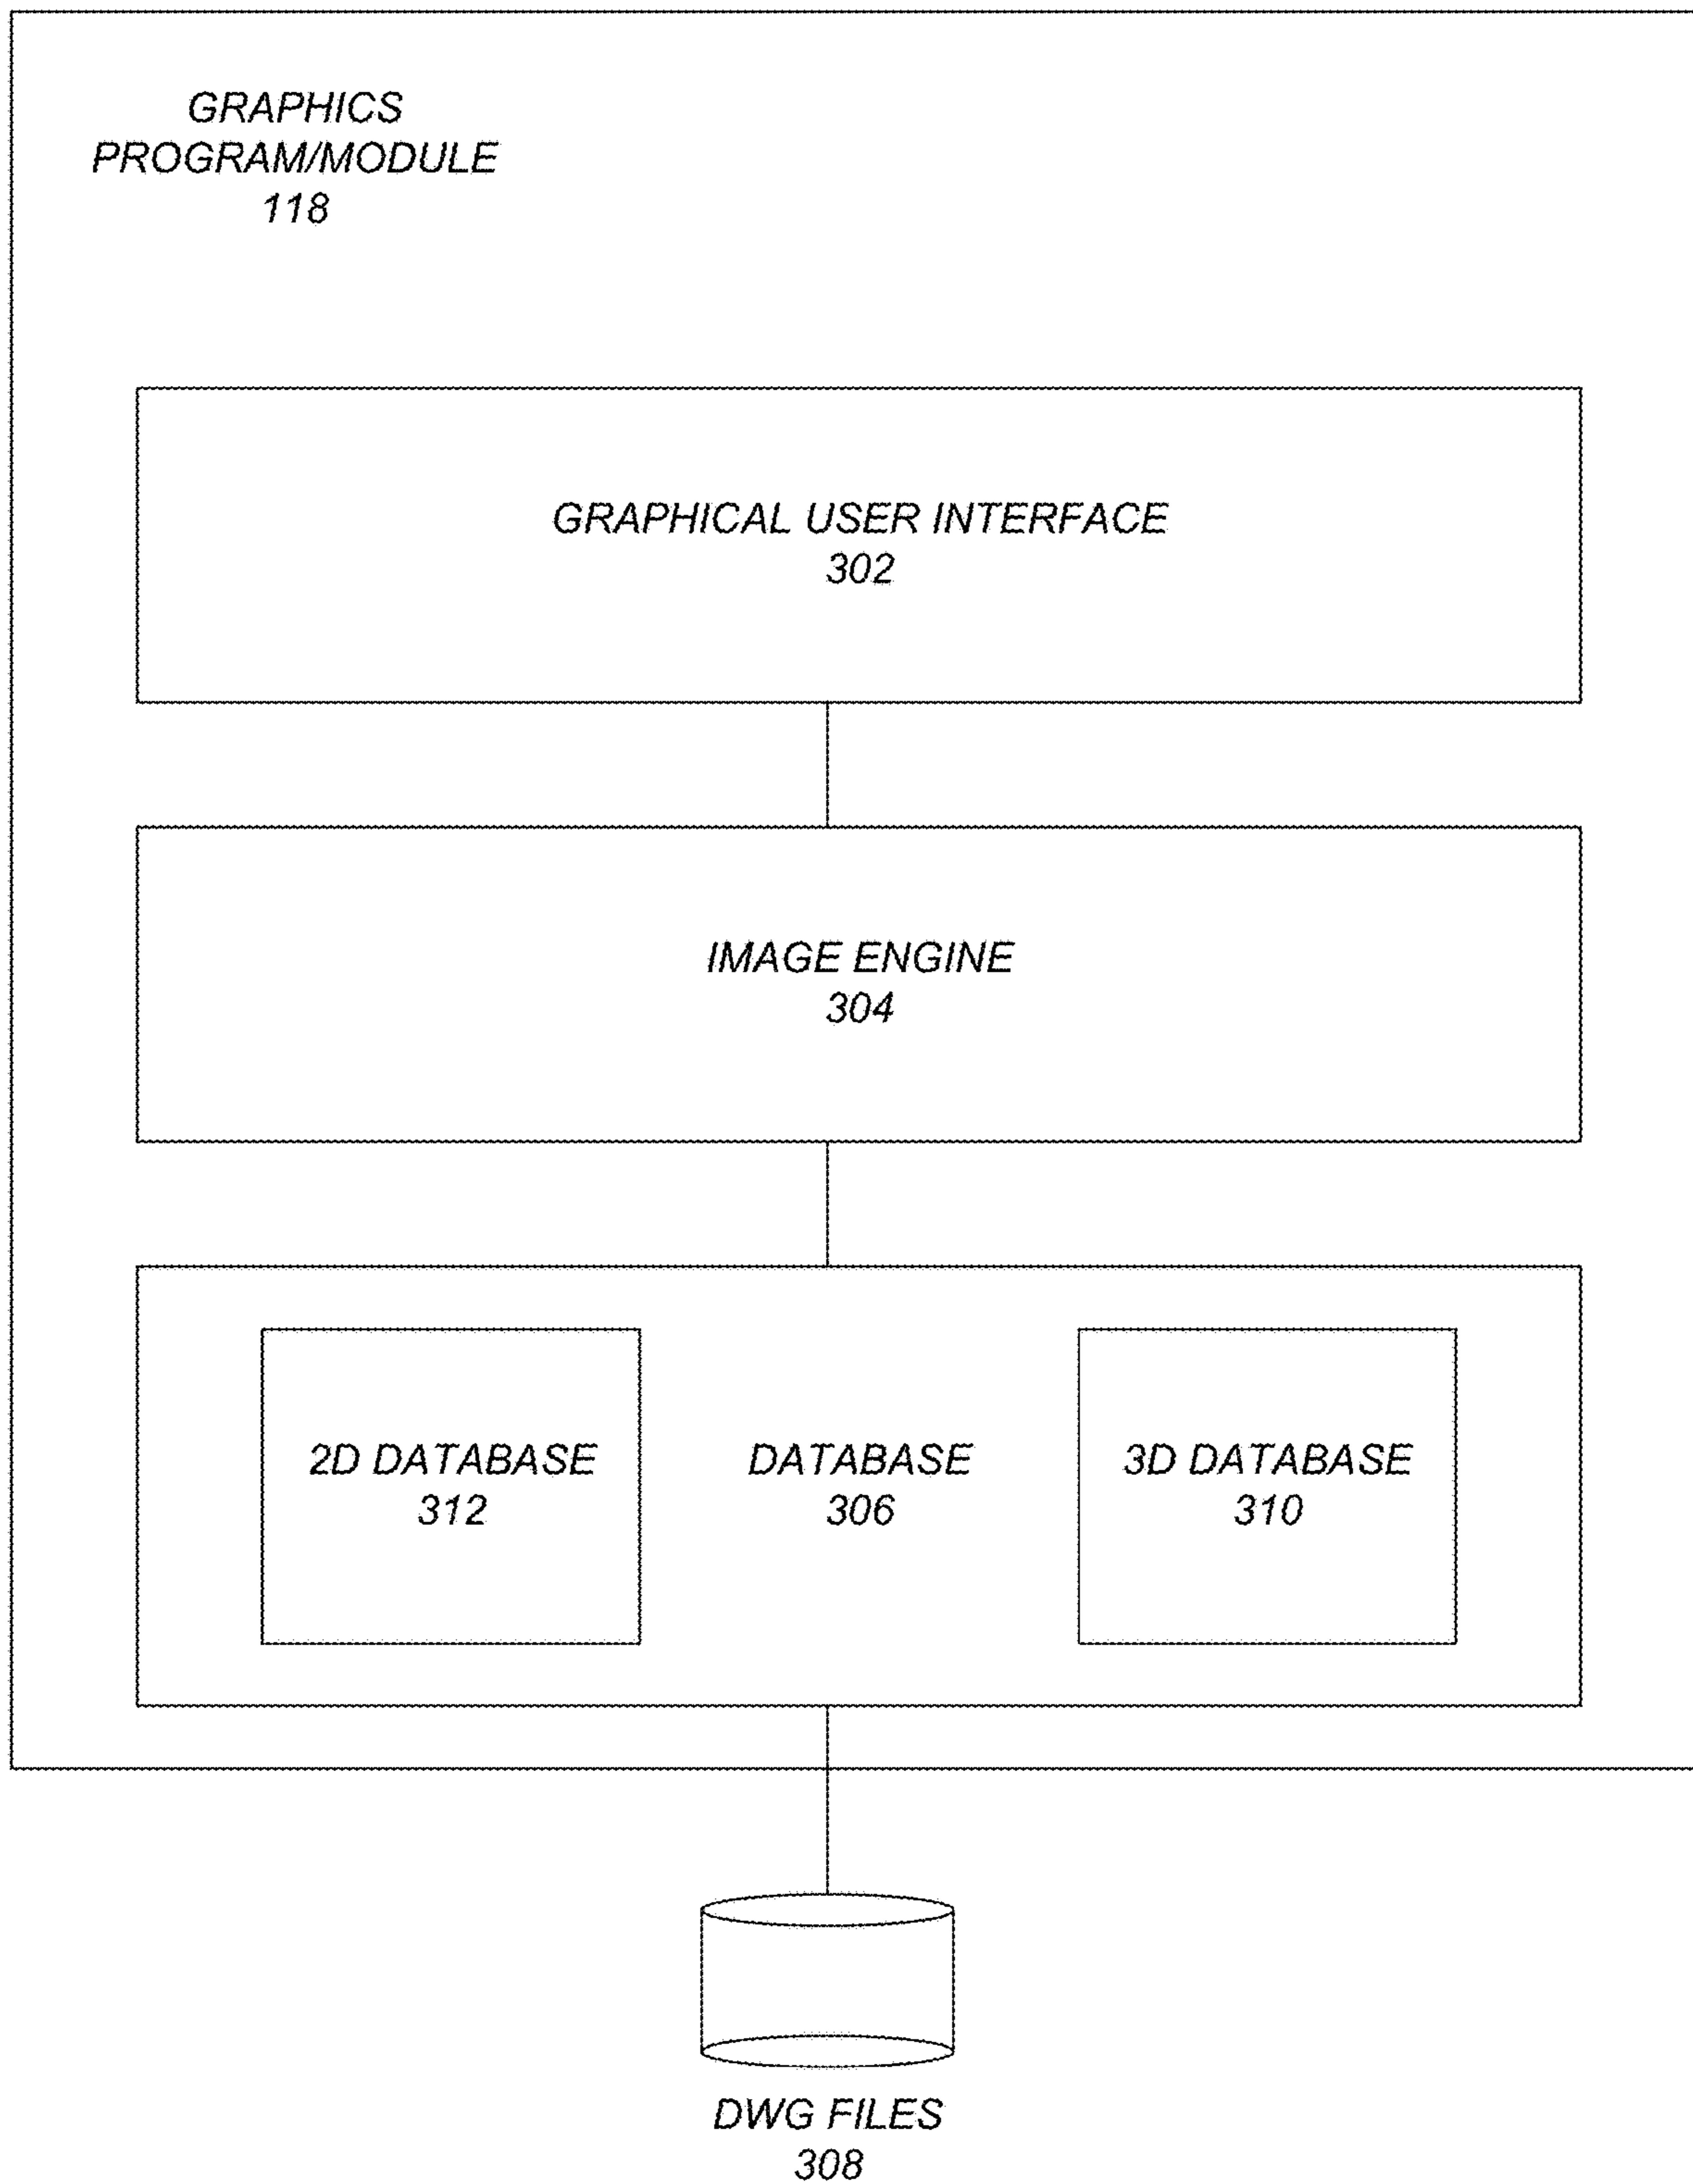 GRAPHICS
PROGRAM/MODULE
118
GRAPHICAL USER INTERFACE
302
IMAGE ENGINE
304
2D DATABASE
312
DATABASE
306
3D DATABASE
310
DWG FILES
308